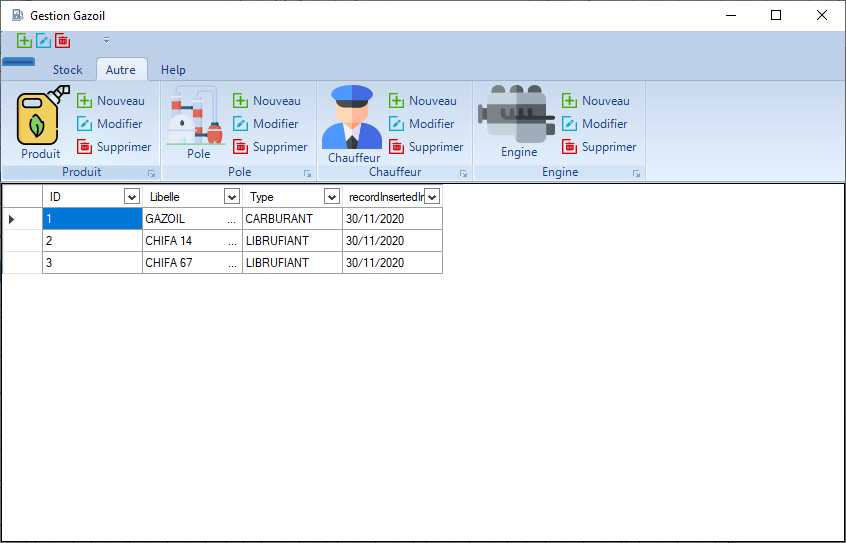 Gestion Gazoil
Stock Autre Help
Nouveau Nouveau Nouveau Nouveau
Modifier Modifier Modifier Modifier
Produit Supprimer Pole Supprimer Chauffeur Supprimer Engine Supprimer
Produit Pole Chauffeur Engine
ID Libelle Type recordInsertedIn
1 GAZOIL ... CARBURANT 30/11/2020
2 CHIFA 14 ... LIBRUFIANT 30/11/2020
3 CHIFA 67 ... LIBRUFIANT 30/11/2020